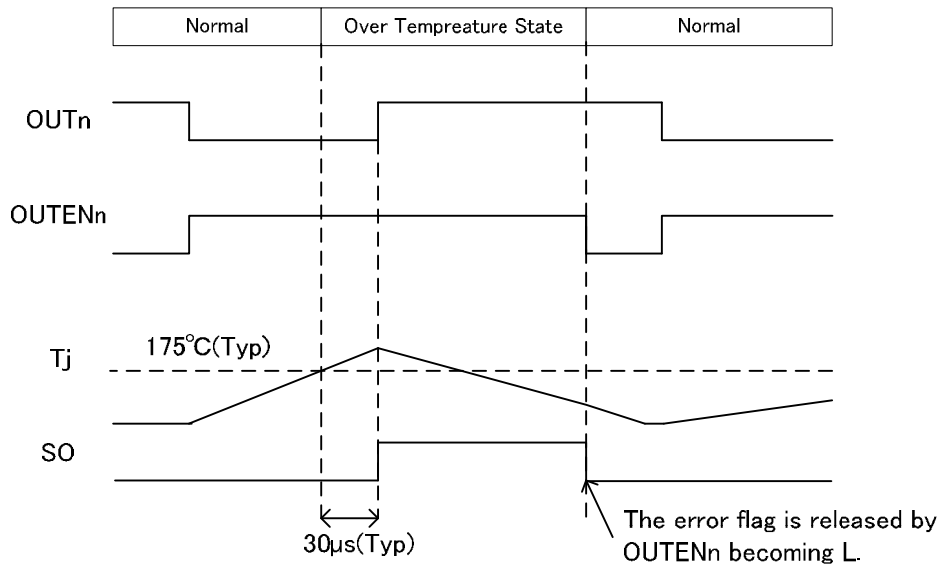 Normal
Over Tempreature State
Normal
OUTn
OUTENn
Tj
175°C(Typ)
SO
30μs(Typ)
The error flag is released by
OUTENn becoming L.